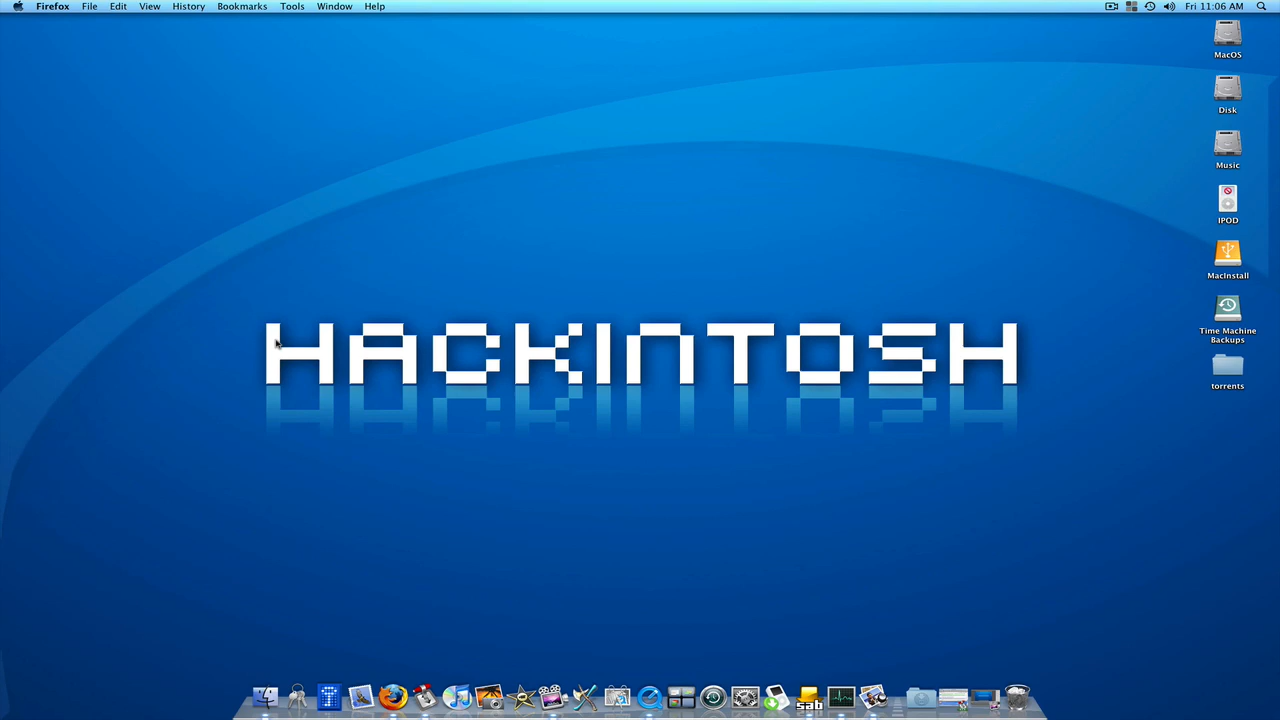 Firefox File Edit View History Bookmarks Tools Window Help Fri 11:06 AM
MacOS
Disk
Music
IPOD
MacInstall
Time Machine
Backups
torrents
HACKINTOSH
sab